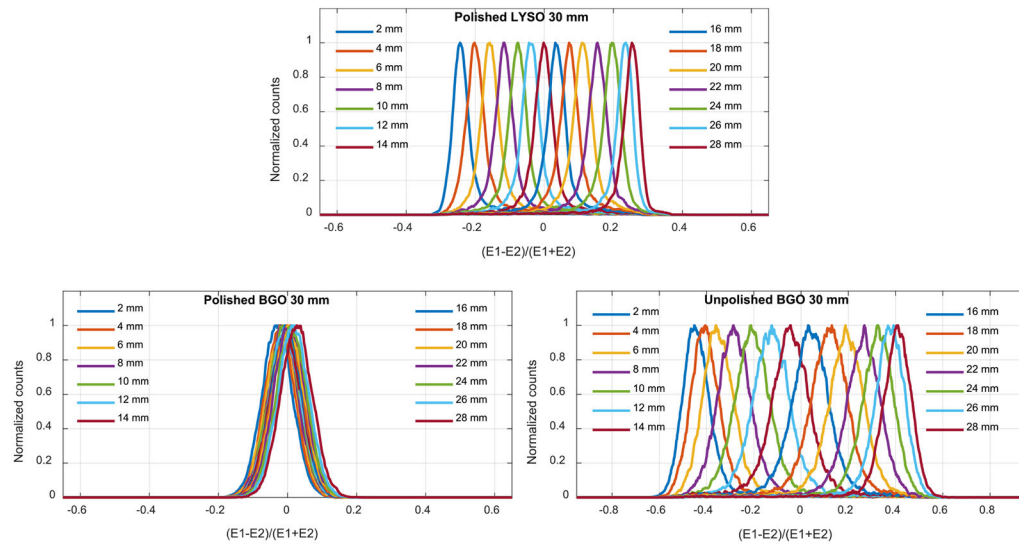 Polished LYSO 30 mm
2 mm
4 mm
6 mm
8 mm
10 mm
12 mm
14 mm
16 mm
18 mm
20 mm
22 mm
24 mm
26 mm
28 mm
Normalized counts
1
0.8
0.6
0.4
0.2
0
-0.6 -0.4 -0.2 0 0.2 0.4 0.6
(E1-E2)/(E1+E2)
Polished BGO 30 mm
2 mm
4 mm
6 mm
8 mm
10 mm
12 mm
14 mm
16 mm
18 mm
20 mm
22 mm
24 mm
26 mm
28 mm
Normalized counts
1
0.8
0.6
0.4
0.2
0
-0.6 -0.4 -0.2 0 0.2 0.4 0.6
(E1-E2)/(E1+E2)
Unpolished BGO 30 mm
2 mm
4 mm
6 mm
8 mm
10 mm
12 mm
14 mm
16 mm
18 mm
20 mm
22 mm
24 mm
26 mm
28 mm
Normalized counts
1
0.8
0.6
0.4
0.2
0
-0.8 -0.6 -0.4 -0.2 0 0.2 0.4 0.6 0.8
(E1-E2)/(E1+E2)